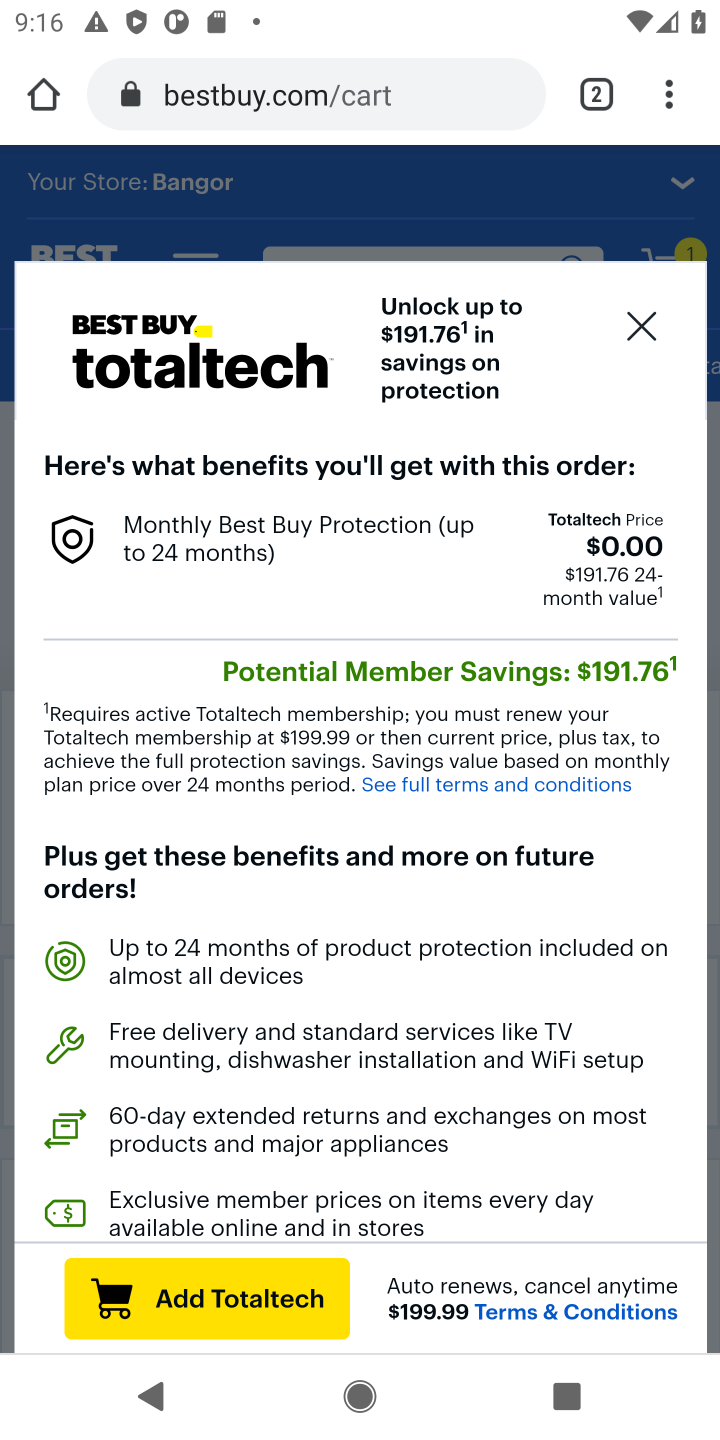 9:16
bestbuy.com/cart
2
Your Store: Bangor
BEST
1
BEST BUY
totaltech
Unlock up to
$191.76¹ in
savings on
protection
Here's what benefits you'll get with this order:
Monthly Best Buy Protection (up
to 24 months)
Totaltech Price
$0.00
$191.76 24-
month value¹
Potential Member Savings: $191.76¹
¹Requires active Totaltech membership; you must renew your
Totaltech membership at $199.99 or then current price, plus tax, to
achieve the full protection savings. Savings value based on monthly
plan price over 24 months period. See full terms and conditions
Plus get these benefits and more on future
orders!
Up to 24 months of product protection included on
almost all devices
Free delivery and standard services like TV
mounting, dishwasher installation and WiFi setup
60-day extended returns and exchanges on most
products and major appliances
Exclusive member prices on items every day
available online and in stores
Add Totaltech
Auto renews, cancel anytime
$199.99 Terms & Conditions